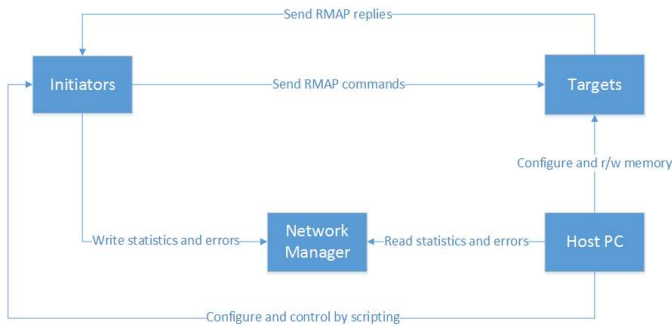 Send RMAP replies
Initiators
Send RMAP commands
Targets
Configure and r/w memory
Write statistics and errors
Network
Manager
Read statistics and errors
Host PC
Configure and control by scripting